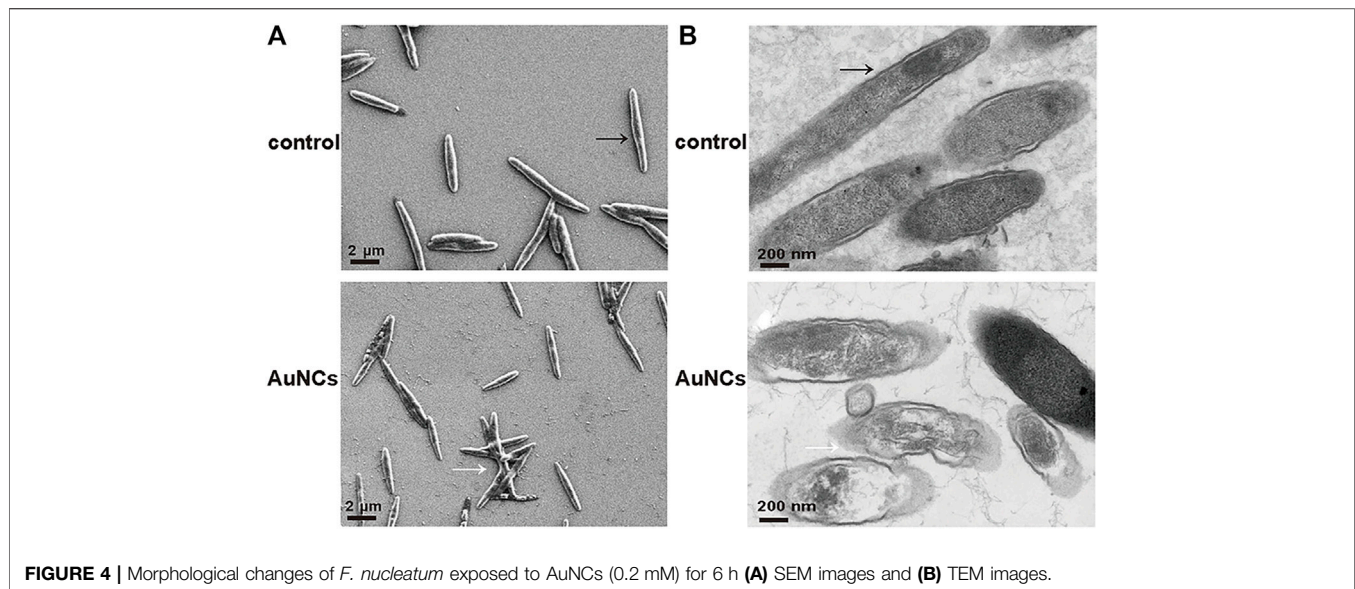 A
B
control
control
2 µm
200 nm
AuNCs
AuNCs
2 µm
200 nm
FIGURE 4 | Morphological changes of F. nucleatum exposed to AuNCs (0.2 mM) for 6 h (A) SEM images and (B) TEM images.